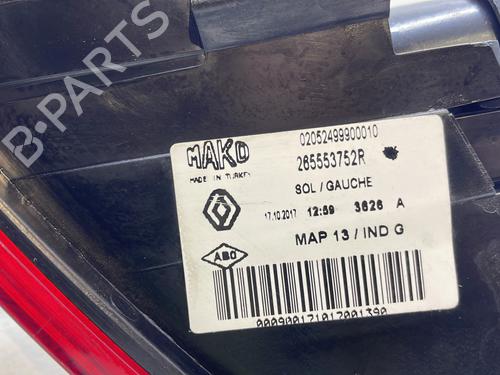 B-PARTS
02052499900010
MAKO
265553752R
MADE IN TURKEY
SOL / GAUCHE
17.10.2017 12:59 3626 A
ABO
MAP 13 / IND G
000900171017001390